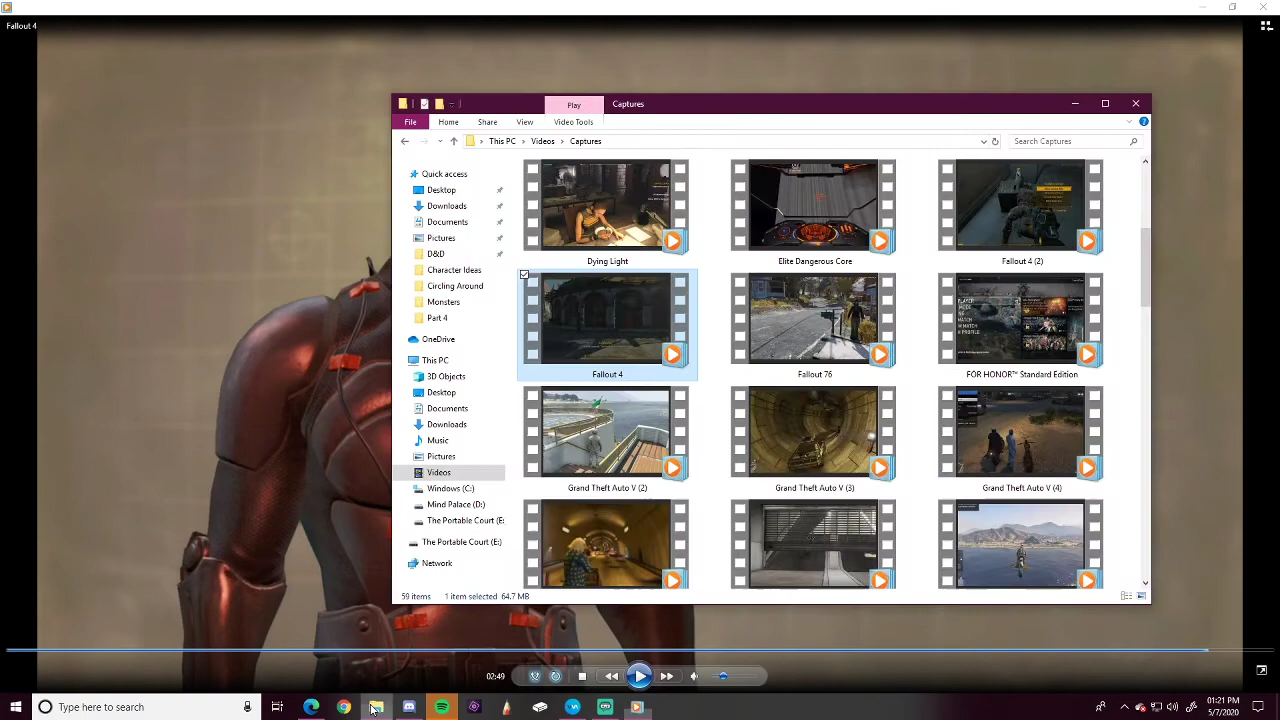 Fallout 4
Play
Captures
File
Home
Share
View
Video Tools
This PC
Videos
Captures
Search Captures
Quick access
Desktop
Downloads
Documents
Pictures
D&D
Character Ideas
Circling Around
Monsters
Part 4
OneDrive
This PC
3D Objects
Desktop
Documents
Downloads
Music
Pictures
Videos
Windows (C:)
Mind Palace (D:)
The Portable Court (E:
The Portable Court (E:)
Network
Dying Light
Elite Dangerous Core
Fallout 4 (2)
Fallout 4
Fallout 76
FOR HONOR™ Standard Edition
Grand Theft Auto V (2)
Grand Theft Auto V (3)
Grand Theft Auto V (4)
59 items
1 item selected 64.7 MB
02:49
Type here to search
01:21 PM
5/7/2020